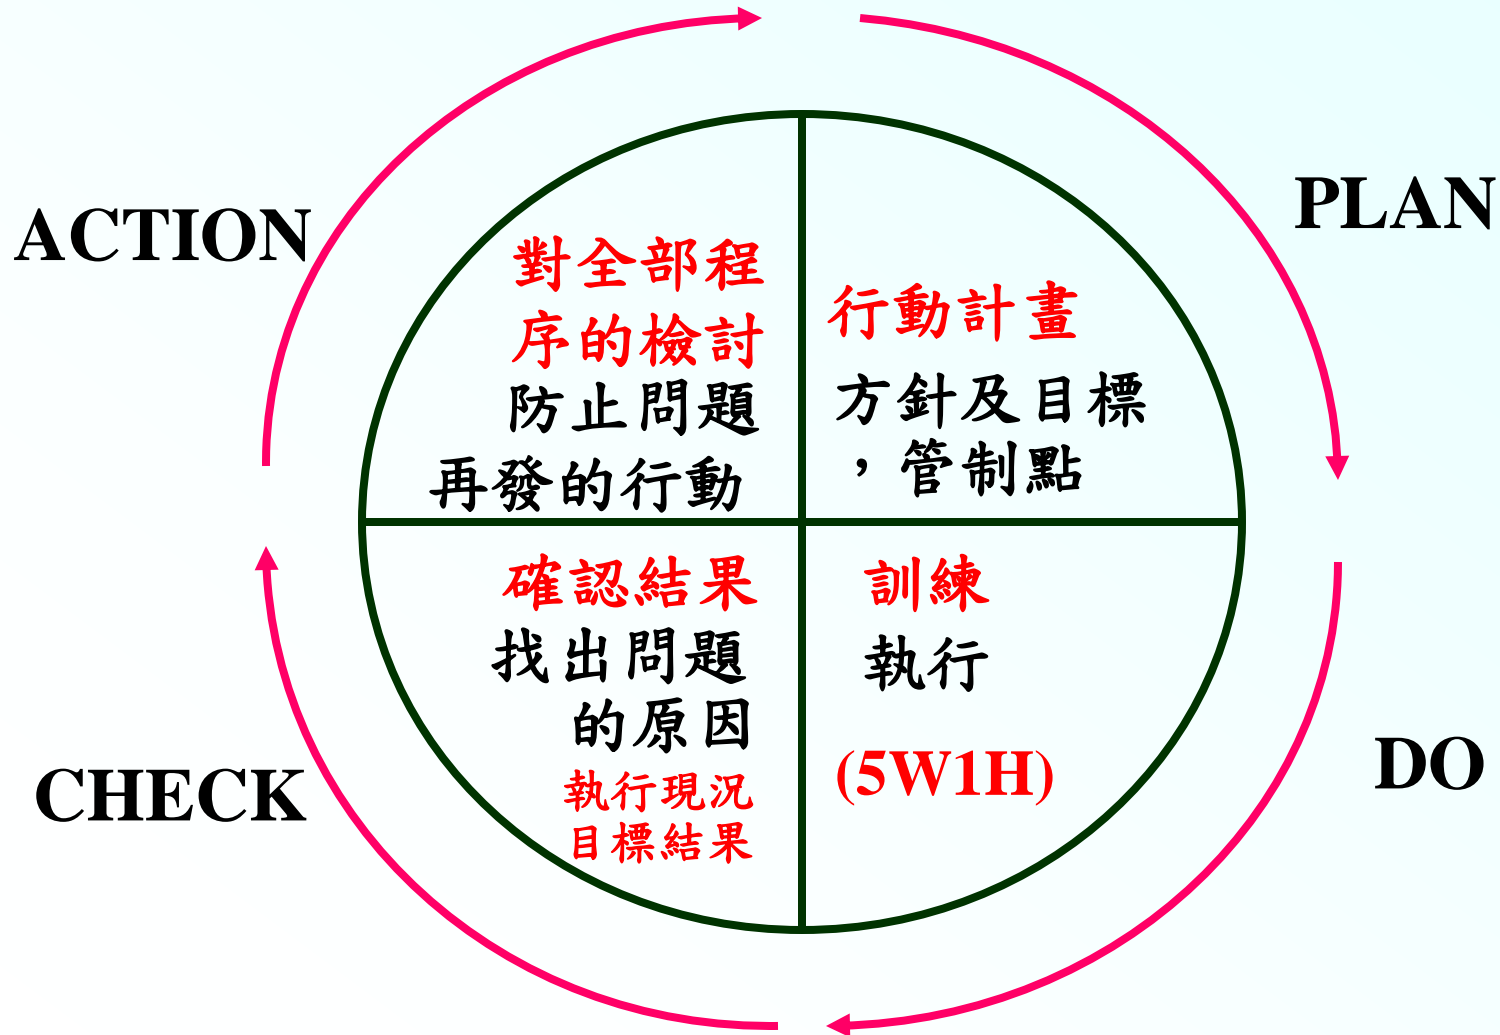 PLAN
行動計畫
方針及目標
，管制點
DO
訓練
執行
(5W1H)
CHECK
確認結果
找出問題
的原因
執行現況
目標結果
ACTION
對全部程
序的檢討
防止問題
再發的行動